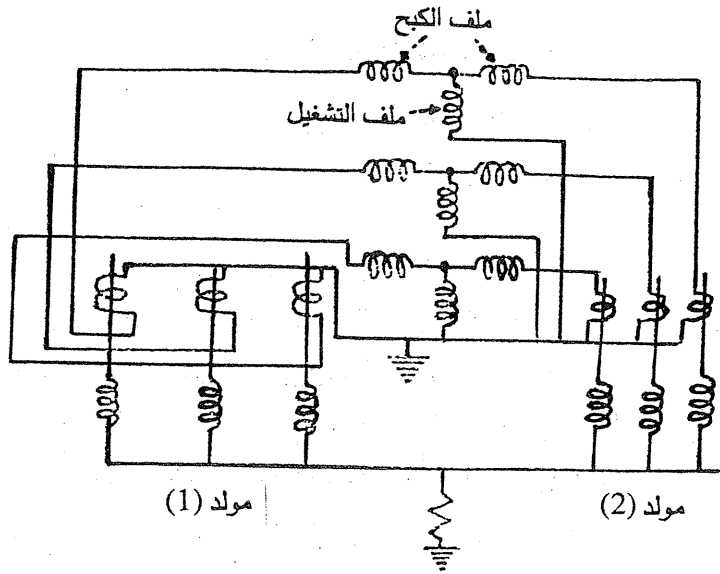 ملف الكبح
ملف التشغيل
مولد (1)
مولد (2)